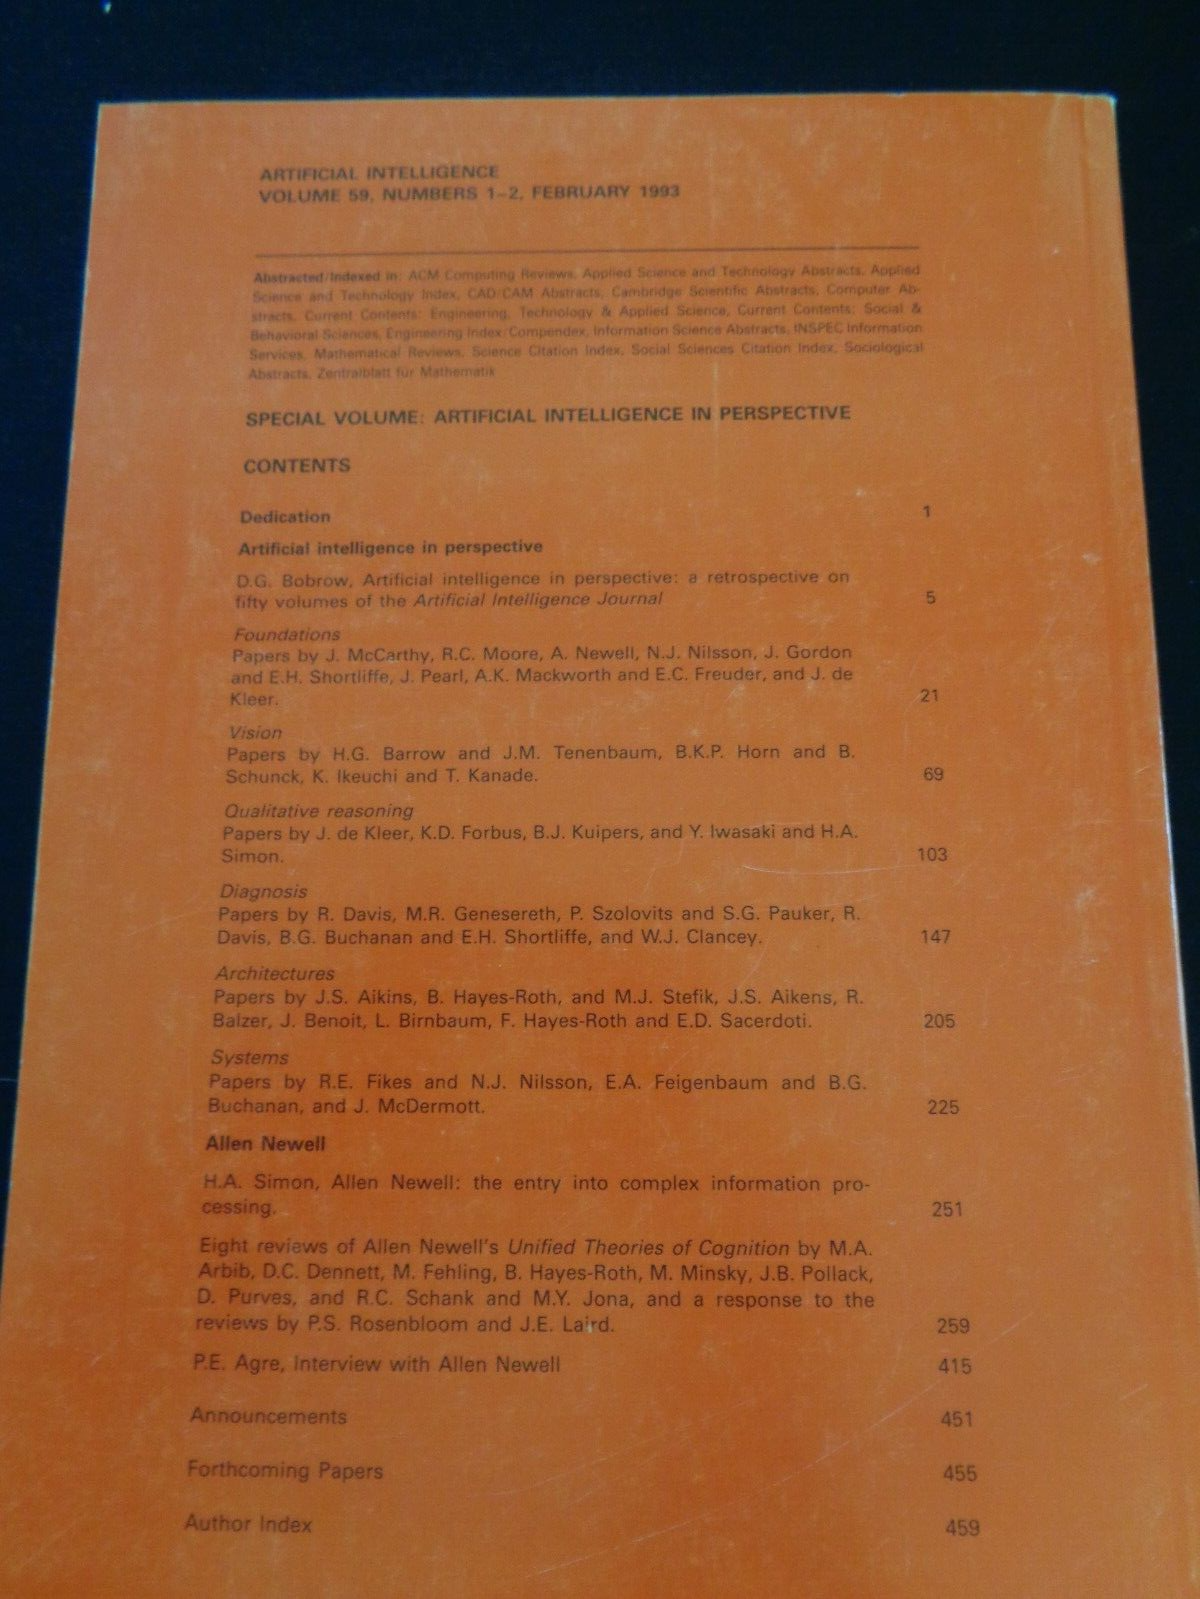 ARTIFICIAL INTELLIGENCE
VOLUME 59, NUMBERS 1–2, FEBRUARY 1993
Abstracted/Indexed in: ACM Computing Reviews, Applied Science and Technology Abstracts, Applied
Science and Technology Index, CAD/CAM Abstracts, Cambridge Scientific Abstracts, Computer Ab-
stracts, Current Contents: Engineering, Technology & Applied Science, Current Contents: Social &
Behavioral Sciences, Engineering Index/Compendex, Information Science Abstracts, INSPEC Information
Services, Mathematical Reviews, Science Citation Index, Social Sciences Citation Index, Sociological
Abstracts, Zentralblatt für Mathematik
SPECIAL VOLUME: ARTIFICIAL INTELLIGENCE IN PERSPECTIVE
CONTENTS
Dedication 1
Artificial intelligence in perspective
D.G. Bobrow, Artificial intelligence in perspective: a retrospective on
fifty volumes of the Artificial Intelligence Journal 5
Foundations
Papers by J. McCarthy, R.C. Moore, A. Newell, N.J. Nilsson, J. Gordon
and E.H. Shortliffe, J. Pearl, A.K. Mackworth and E.C. Freuder, and J. de
Kleer. 21
Vision
Papers by H.G. Barrow and J.M. Tenenbaum, B.K.P. Horn and B.
Schunck, K. Ikeuchi and T. Kanade. 69
Qualitative reasoning
Papers by J. de Kleer, K.D. Forbus, B.J. Kuipers, and Y. Iwasaki and H.A.
Simon. 103
Diagnosis
Papers by R. Davis, M.R. Genesereth, P. Szolovits and S.G. Pauker, R.
Davis, B.G. Buchanan and E.H. Shortliffe, and W.J. Clancey. 147
Architectures
Papers by J.S. Aikins, B. Hayes-Roth, and M.J. Stefik, J.S. Aikens, R.
Balzer, J. Benoit, L. Birnbaum, F. Hayes-Roth and E.D. Sacerdoti. 205
Systems
Papers by R.E. Fikes and N.J. Nilsson, E.A. Feigenbaum and B.G.
Buchanan, and J. McDermott. 225
Allen Newell
H.A. Simon, Allen Newell: the entry into complex information pro-
cessing. 251
Eight reviews of Allen Newell's Unified Theories of Cognition by M.A.
Arbib, D.C. Dennett, M. Fehling, B. Hayes-Roth, M. Minsky, J.B. Pollack,
D. Purves, and R.C. Schank and M.Y. Jona, and a response to the
reviews by P.S. Rosenbloom and J.E. Laird. 259
P.E. Agre, Interview with Allen Newell 415
Announcements 451
Forthcoming Papers 455
Author Index 459